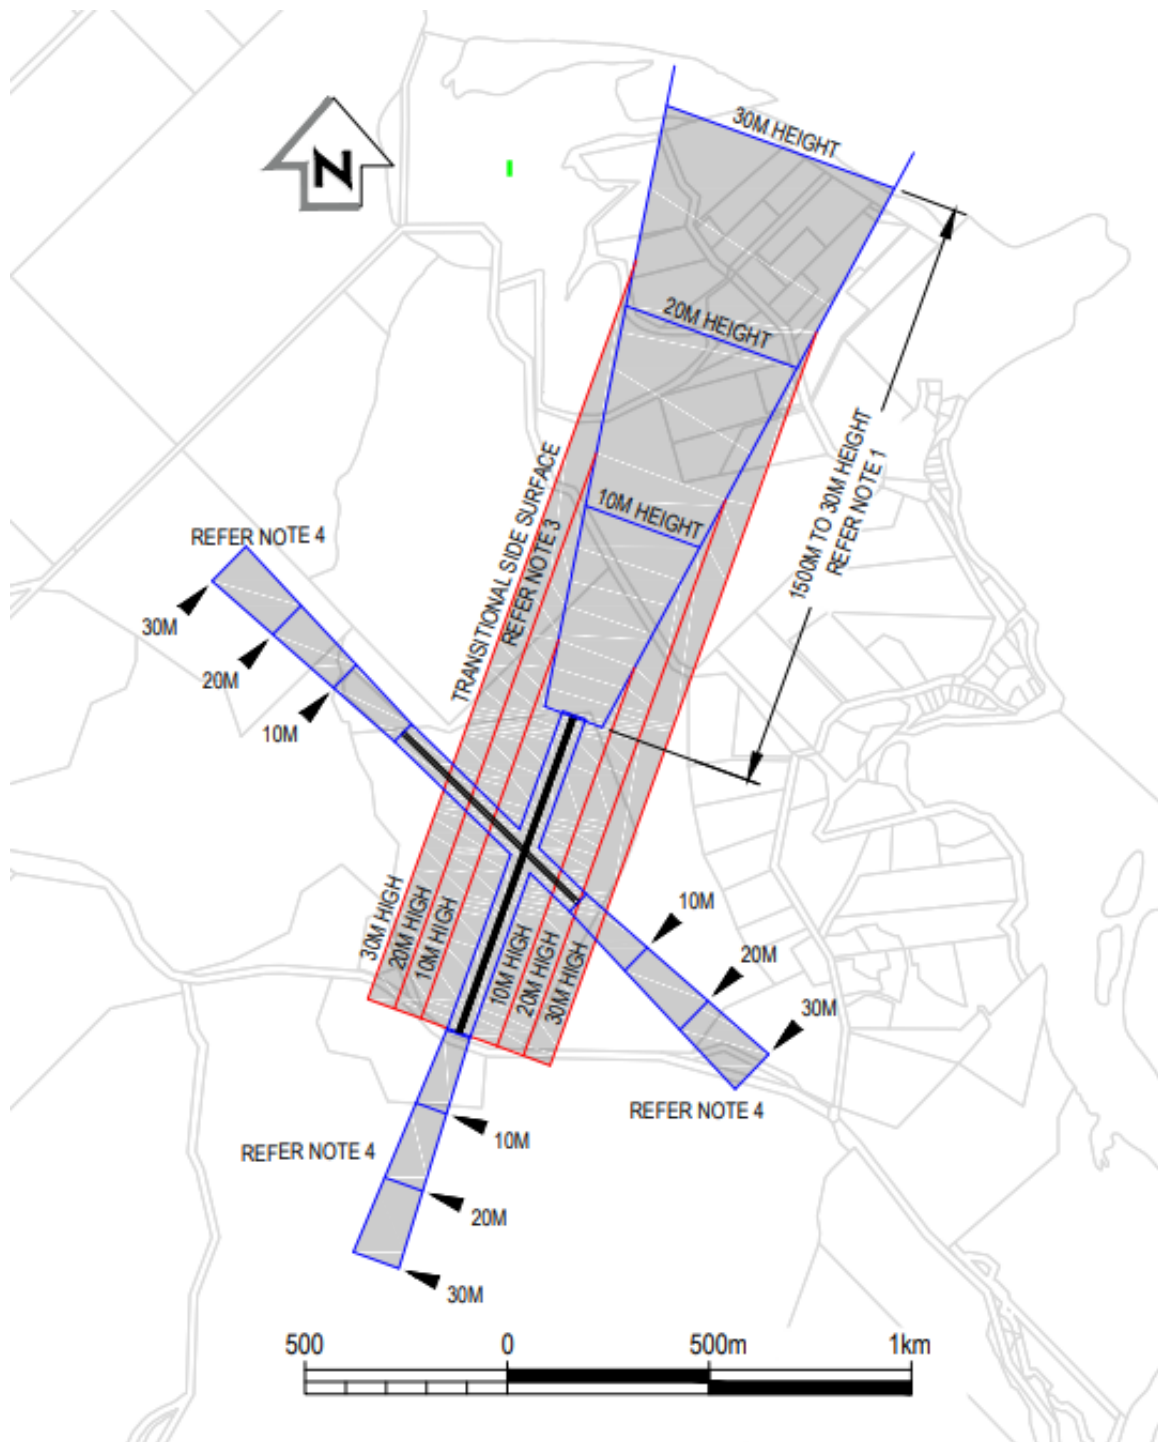 30M HEIGHT
N
20M HEIGHT
1500M TO 30M HEIGHT
REFER NOTE 1
TRANSITIONAL SIDE SURFACE
REFER NOTE 3
10M HEIGHT
REFER NOTE 4
30M
20M
10M
30M HIGH
20M HIGH
10M HIGH
10M HIGH
20M HIGH
30M HIGH
10M
20M
30M
REFER NOTE 4
REFER NOTE 4
10M
20M
30M
500 0 500m 1km